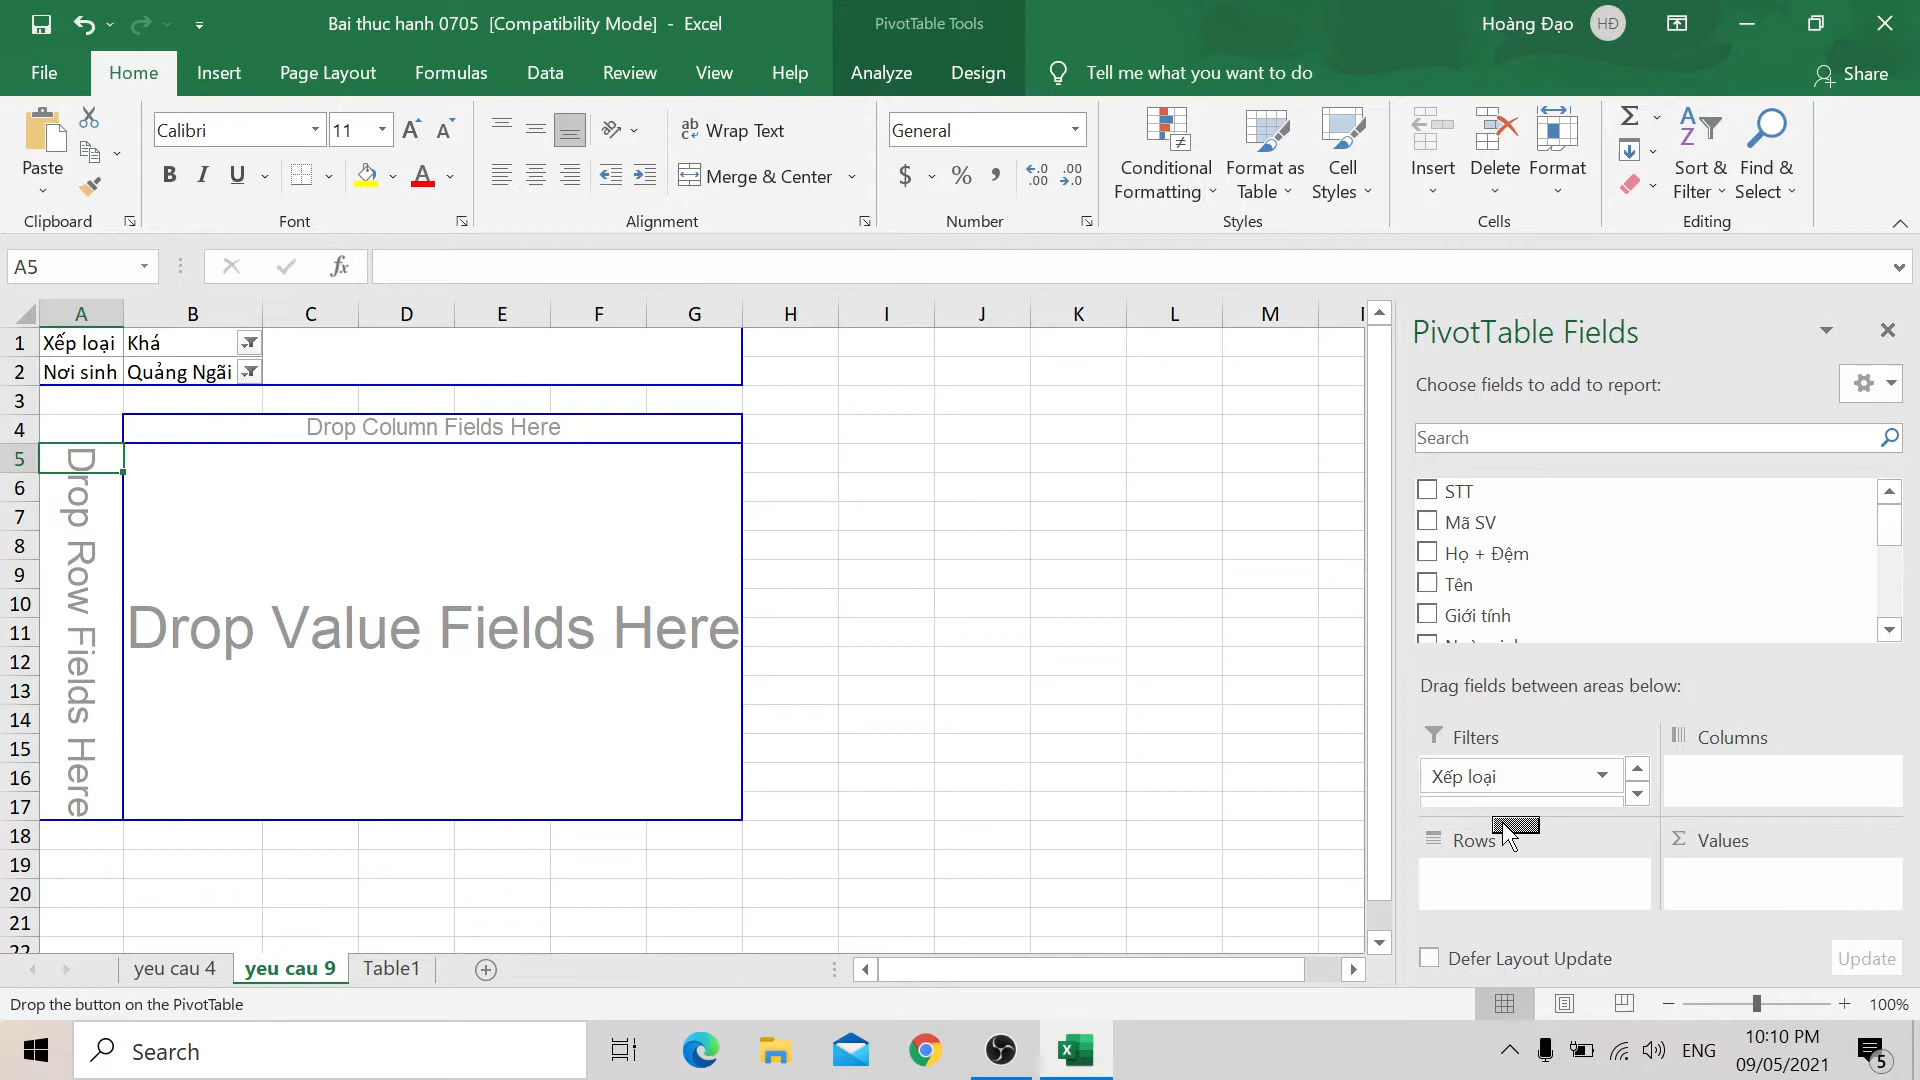 Bai thuc hanh 0705 [Compatibility Mode] - Excel
PivotTable Tools
Hoàng Đạo
HĐ
File
Home
Insert
Page Layout
Formulas
Data
Review
View
Help
Analyze
Design
Tell me what you want to do
Share
Paste
Clipboard
Calibri
11
B I U
Font
Wrap Text
Merge & Center
Alignment
General
$ % ,
Number
Conditional
Formatting
Format as
Table
Cell
Styles
Styles
Insert
Delete
Format
Cells
Sort &
Filter
Find &
Select
Editing
A5
fx
A B C D E F G H I J K L M
1 Xếp loại Khá
2 Nơi sinh Quảng Ngãi
3
4 Drop Column Fields Here
5
6
7
8
9
10
11
12
13
14
15
16
17
18
19
20
21
22
Drop Row Fields Here
Drop Value Fields Here
PivotTable Fields
Choose fields to add to report:
Search
STT
Mã SV
Họ + Đệm
Tên
Giới tính
Drag fields between areas below:
Filters
Columns
Xếp loại
Rows
Values
Defer Layout Update
Update
yeu cau 4
yeu cau 9
Table1
Drop the button on the PivotTable
100%
Search
ENG
10:10 PM
09/05/2021
5